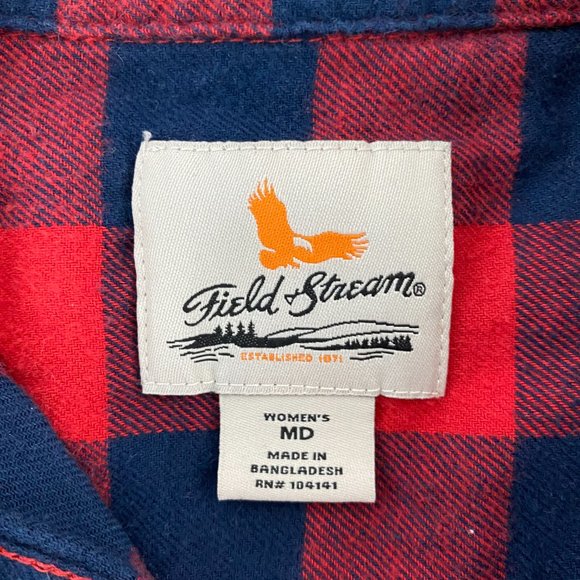 Field & Stream®
ESTABLISHED 1871
WOMEN'S
MD
MADE IN
BANGLADESH
RN# 104141